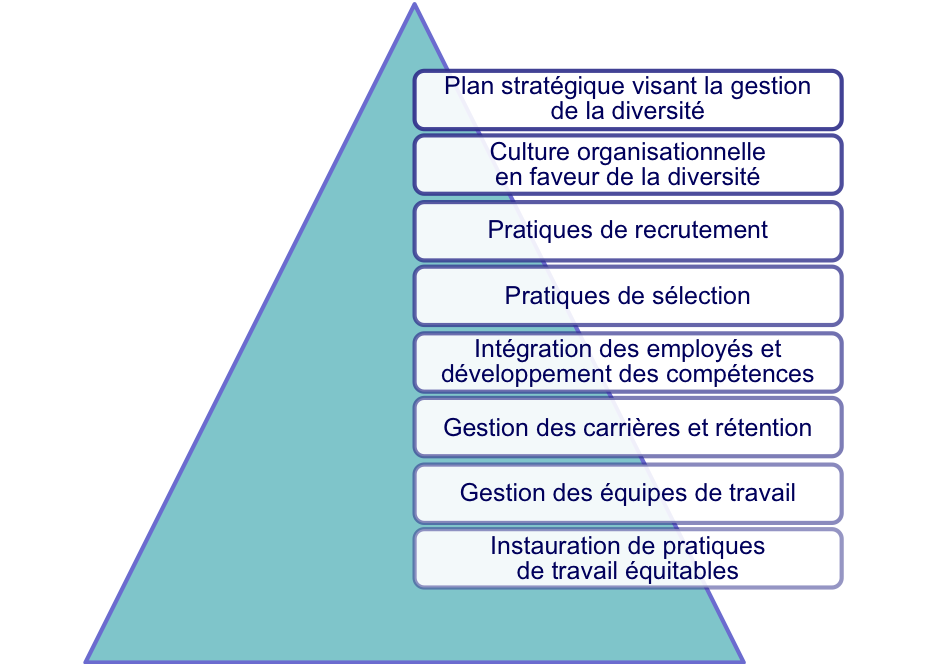 Plan stratégique visant la gestion
de la diversité
Culture organisationnelle
en faveur de la diversité
Pratiques de recrutement
Pratiques de sélection
Intégration des employés et
développement des compétences
Gestion des carrières et rétention
Gestion des équipes de travail
Instauration de pratiques
de travail équitables